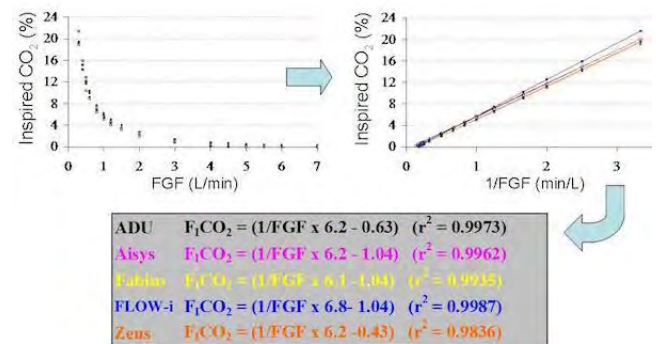 Inspired CO₂ (%)
24
20
16
12
8
4
0
0 1 2 3 4 5 6 7
FGF (L/min)
Inspired CO₂ (%)
24
20
16
12
8
4
0
0 1 2 3
1/FGF (min/L)
ADU FᵢCO₂ = (1/FGF x 6.2 - 0.63) (r² = 0.9973)
Aisys FᵢCO₂ = (1/FGF x 6.2 - 1.04) (r² = 0.9962)
Fabius FᵢCO₂ = (1/FGF x 6.1 -1.04) (r² = 0.9935)
FLOW-i FᵢCO₂ = (1/FGF x 6.8- 1.04) (r² = 0.9987)
Zeus FᵢCO₂ = (1/FGF x 6.2 -0.43) (r² = 0.9836)